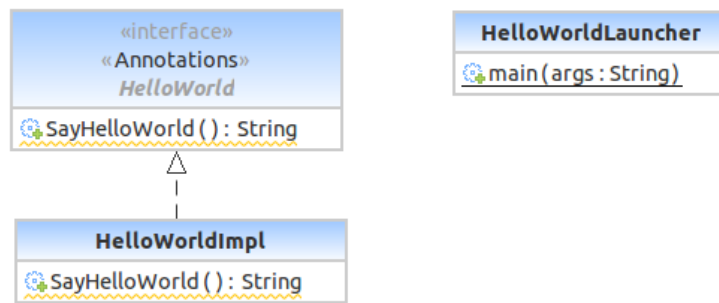 «interface»
«Annotations»
HelloWorld
SayHelloWorld ( ) : String
HelloWorldLauncher
main (args : String)
HelloWorldImpl
SayHelloWorld ( ) : String